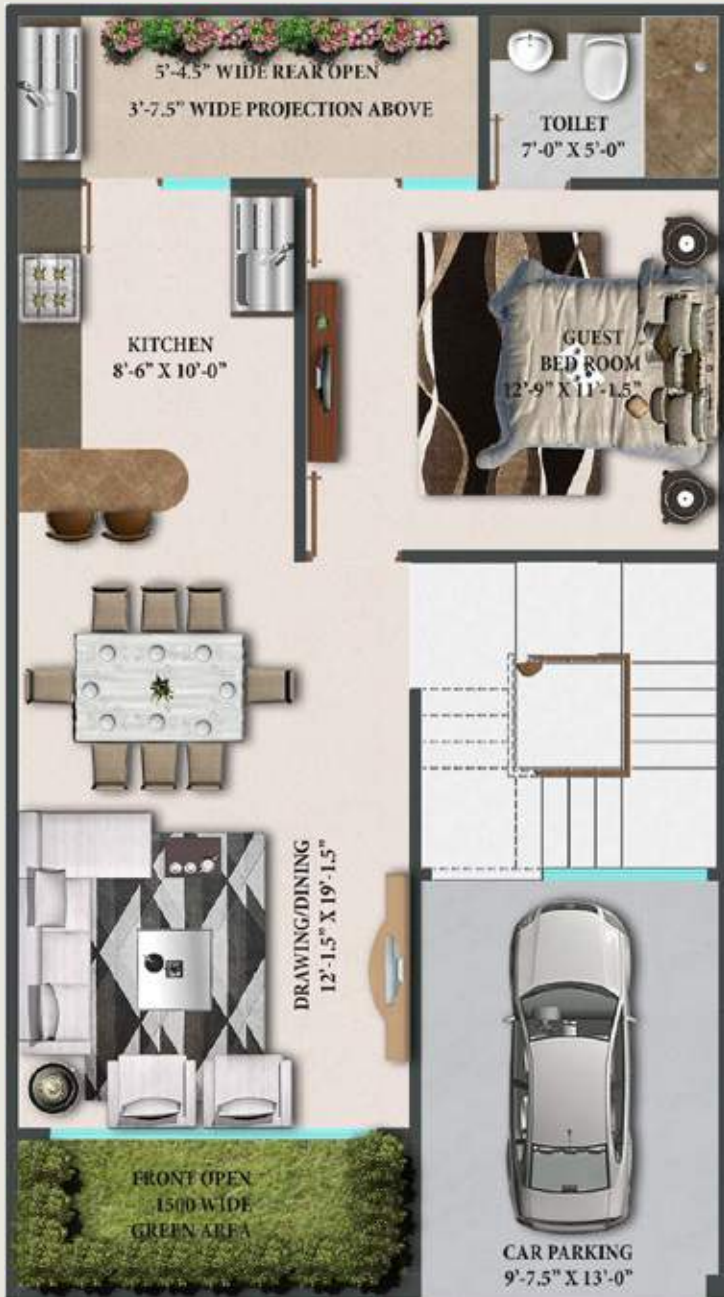 5'-4.5" WIDE REAR OPEN
3'-7.5" WIDE PROJECTION ABOVE
TOILET
7'-0" X 5'-0"
KITCHEN
8'-6" X 10'-0"
GUEST
BED ROOM
12'-9" X 11'-1.5"
DRAWING/DINING
12'-1.5" X 19'-1.5"
FRONT OPEN
1500 WIDE
GREEN AREA
CAR PARKING
9'-7.5" X 13'-0"